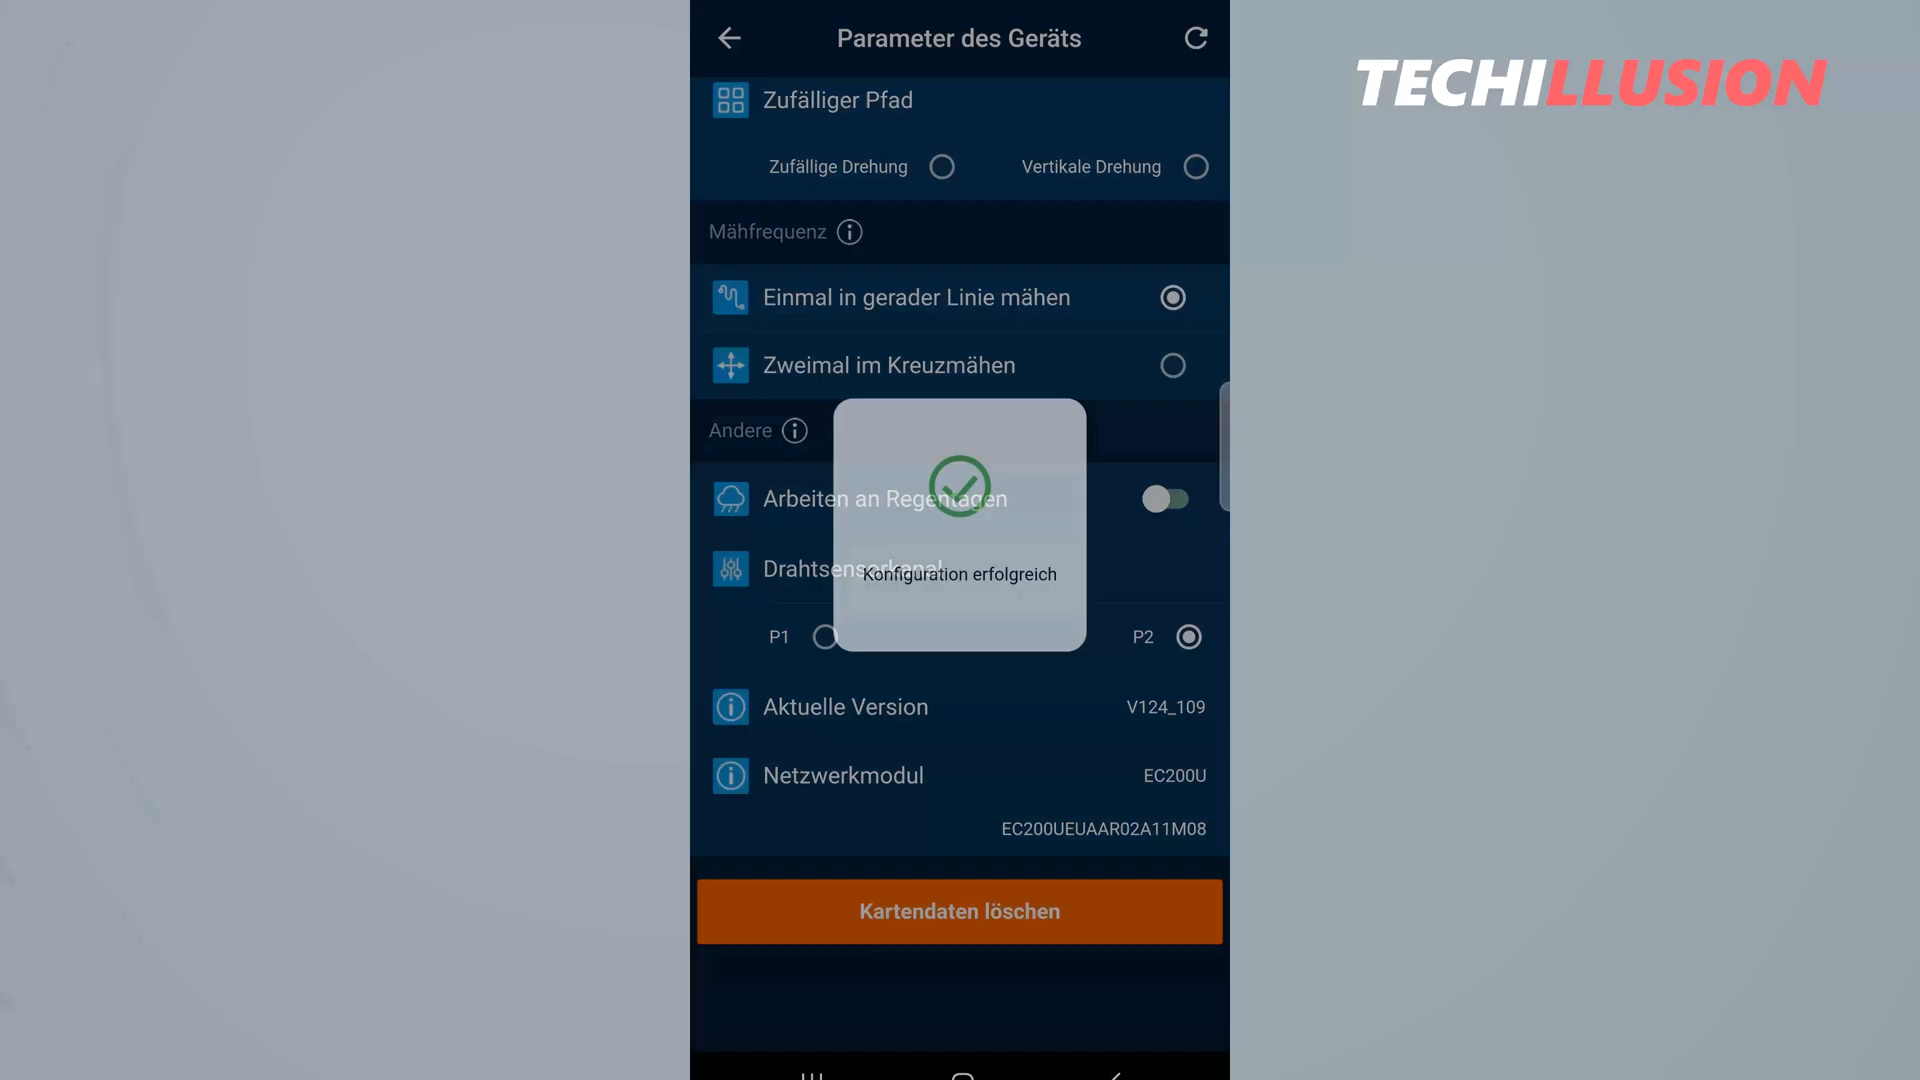 Parameter des Geräts
TECHILLUSION
Zufälliger Pfad
Zufällige Drehung
Vertikale Drehung
Mähfrequenz
Einmal in gerader Linie mähen
Zweimal im Kreuzmähen
Andere
Arbeiten an Regentagen
Drahtsensorkanal
Konfiguration erfolgreich
P1
P2
Aktuelle Version
V124_109
Netzwerkmodul
EC200U
EC200UEUAAR02A11M08
Kartendaten löschen